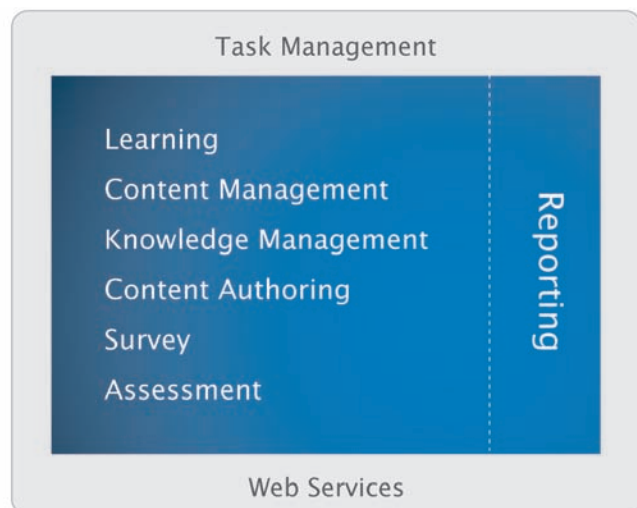 Task Management
Learning
Content Management
Knowledge Management
Content Authoring
Survey
Assessment
Reporting
Web Services